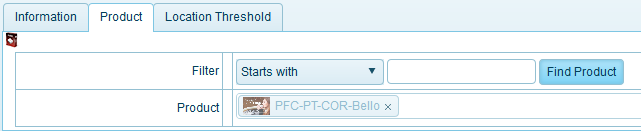 Information Product Location Threshold
Filter Starts with Find Product
Product PFC-PT-COR-Bello ×